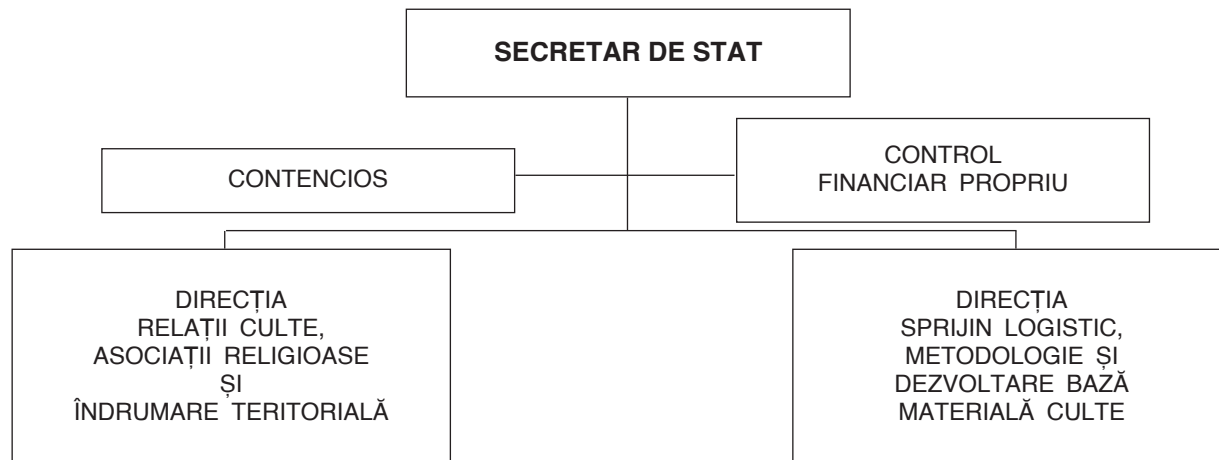 SECRETAR DE STAT
CONTENCIOS
CONTROL
FINANCIAR PROPRIU
DIRECȚIA
RELAȚII CULTE,
ASOCIAȚII RELIGIOASE
ȘI
ÎNDRUMARE TERITORIALĂ
DIRECȚIA
SPRIJIN LOGISTIC,
METODOLOGIE ȘI
DEZVOLTARE BAZĂ
MATERIALĂ CULTE